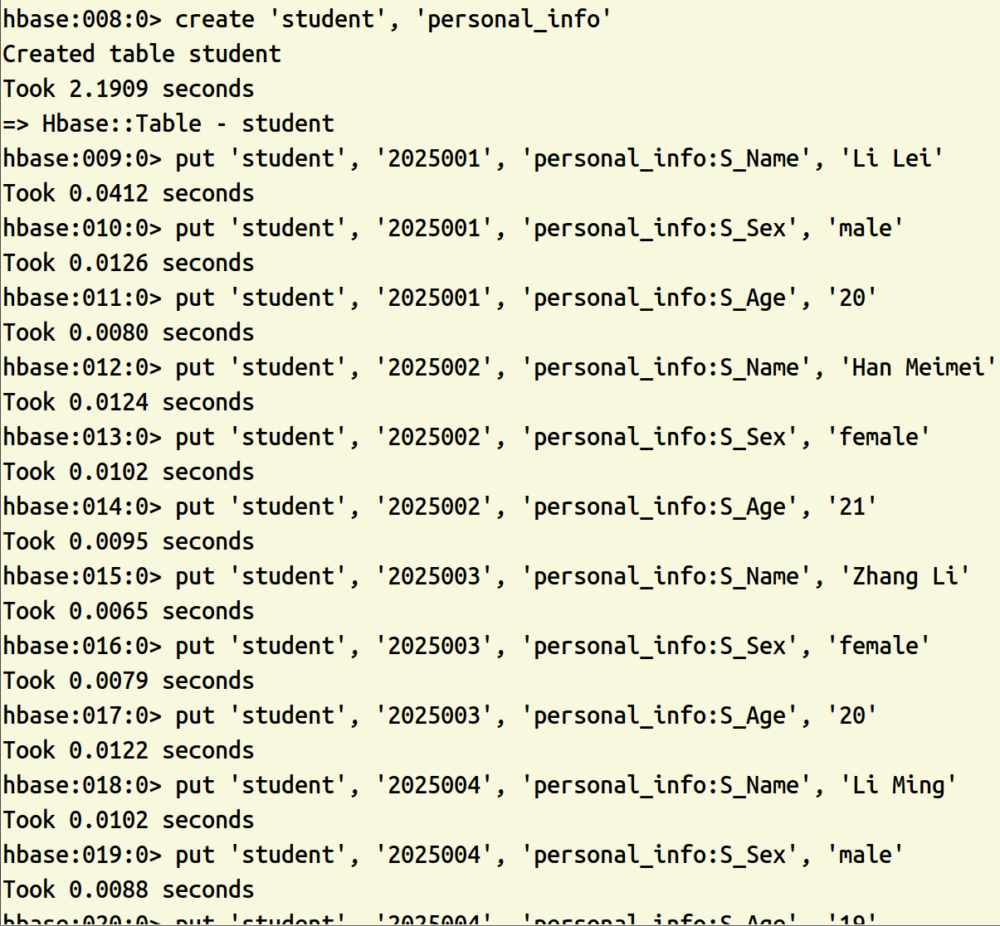 hbase:008:0> create 'student', 'personal_info'
Created table student
Took 2.1909 seconds
=> Hbase::Table - student
hbase:009:0> put 'student', '2025001', 'personal_info:S_Name', 'Li Lei'
Took 0.0412 seconds
hbase:010:0> put 'student', '2025001', 'personal_info:S_Sex', 'male'
Took 0.0126 seconds
hbase:011:0> put 'student', '2025001', 'personal_info:S_Age', '20'
Took 0.0080 seconds
hbase:012:0> put 'student', '2025002', 'personal_info:S_Name', 'Han Meimei'
Took 0.0124 seconds
hbase:013:0> put 'student', '2025002', 'personal_info:S_Sex', 'female'
Took 0.0102 seconds
hbase:014:0> put 'student', '2025002', 'personal_info:S_Age', '21'
Took 0.0095 seconds
hbase:015:0> put 'student', '2025003', 'personal_info:S_Name', 'Zhang Li'
Took 0.0065 seconds
hbase:016:0> put 'student', '2025003', 'personal_info:S_Sex', 'female'
Took 0.0079 seconds
hbase:017:0> put 'student', '2025003', 'personal_info:S_Age', '20'
Took 0.0122 seconds
hbase:018:0> put 'student', '2025004', 'personal_info:S_Name', 'Li Ming'
Took 0.0102 seconds
hbase:019:0> put 'student', '2025004', 'personal_info:S_Sex', 'male'
Took 0.0088 seconds
hbase:020:0> put 'student', '2025004', 'personal_info:S_Age', '19'